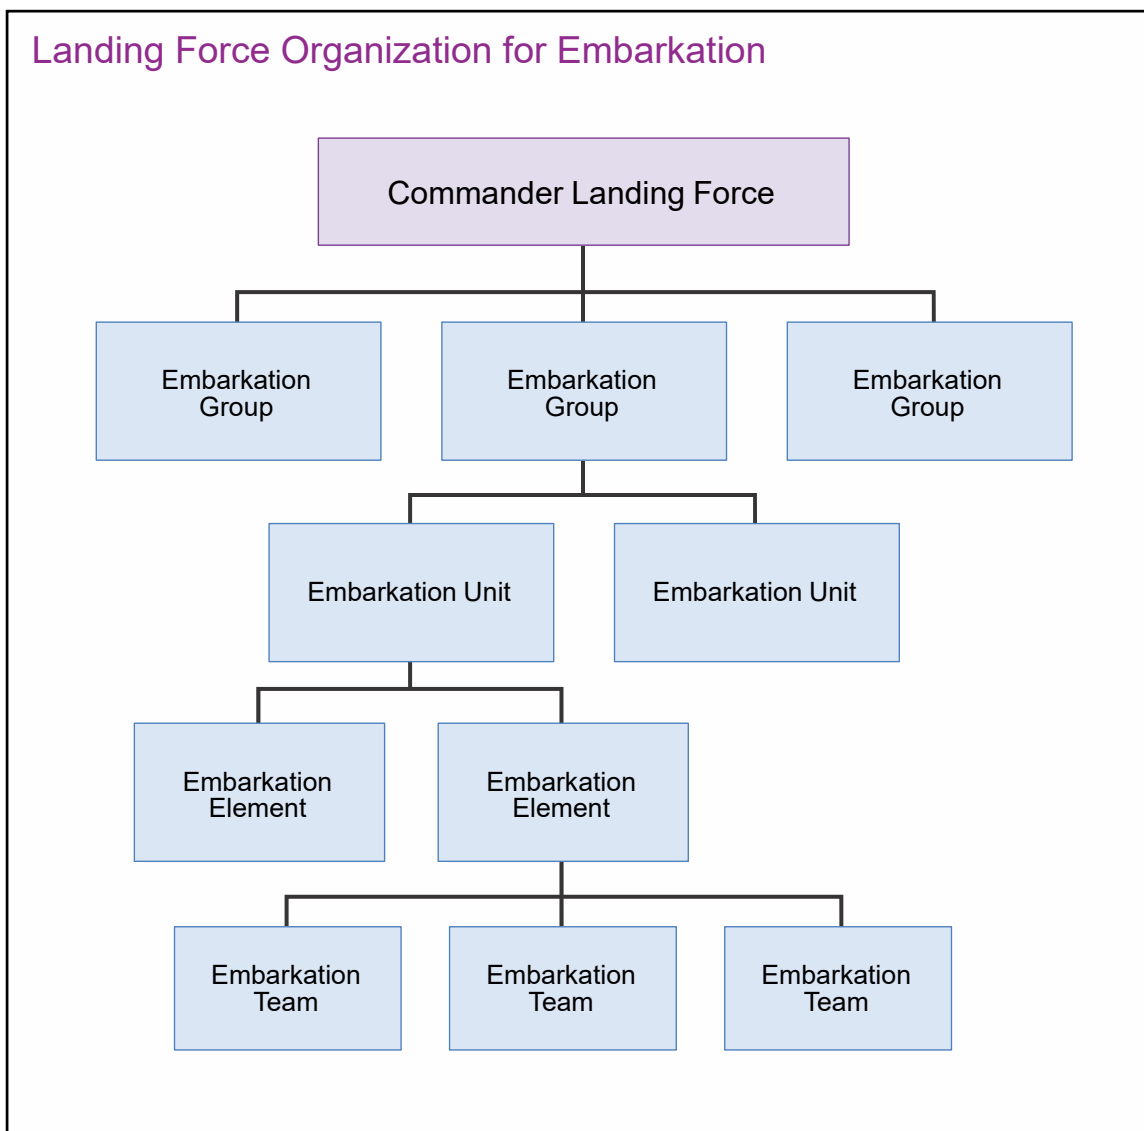 Landing Force Organization for Embarkation
Commander Landing Force
Embarkation
Group
Embarkation
Group
Embarkation
Group
Embarkation Unit
Embarkation Unit
Embarkation
Element
Embarkation
Element
Embarkation
Team
Embarkation
Team
Embarkation
Team